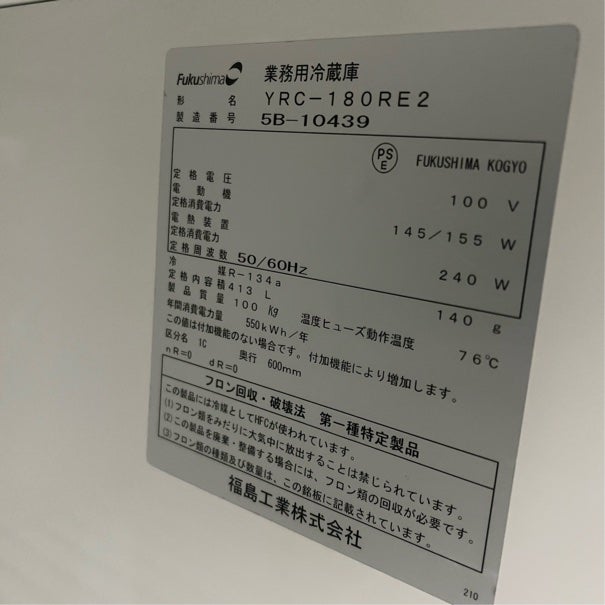 Fukushima 業務用冷蔵庫
形名 YRC-180RE2
製造番号 5B-10439
PS E FUKUSHIMA KOGYO
定格電圧 100 V
電動機
定格消費電力 145/155 W
電熱装置
定格消費電力 240 W
定格周波数 50/60Hz
冷媒 R-134a 140 g
定格内容積 413 L 温度ヒューズ動作温度 76℃
製品質量 100 Kg
年間消費電力量 550kWh/年
この値は付加機能のない場合です。付加機能により増加します。
区分名 1C 奥行 600mm
nR=0 dR=0
フロン回収・破壊法 第一種特定製品
この製品には冷媒としてHFCが使われています。
(1)フロン類をみだりに大気中に放出することは禁じられています。
(2)この製品を廃棄・整備する場合には、フロン類の回収が必要です。
(3)フロン類の種類及び数量は、この銘板に記載されています。
福島工業株式会社
210